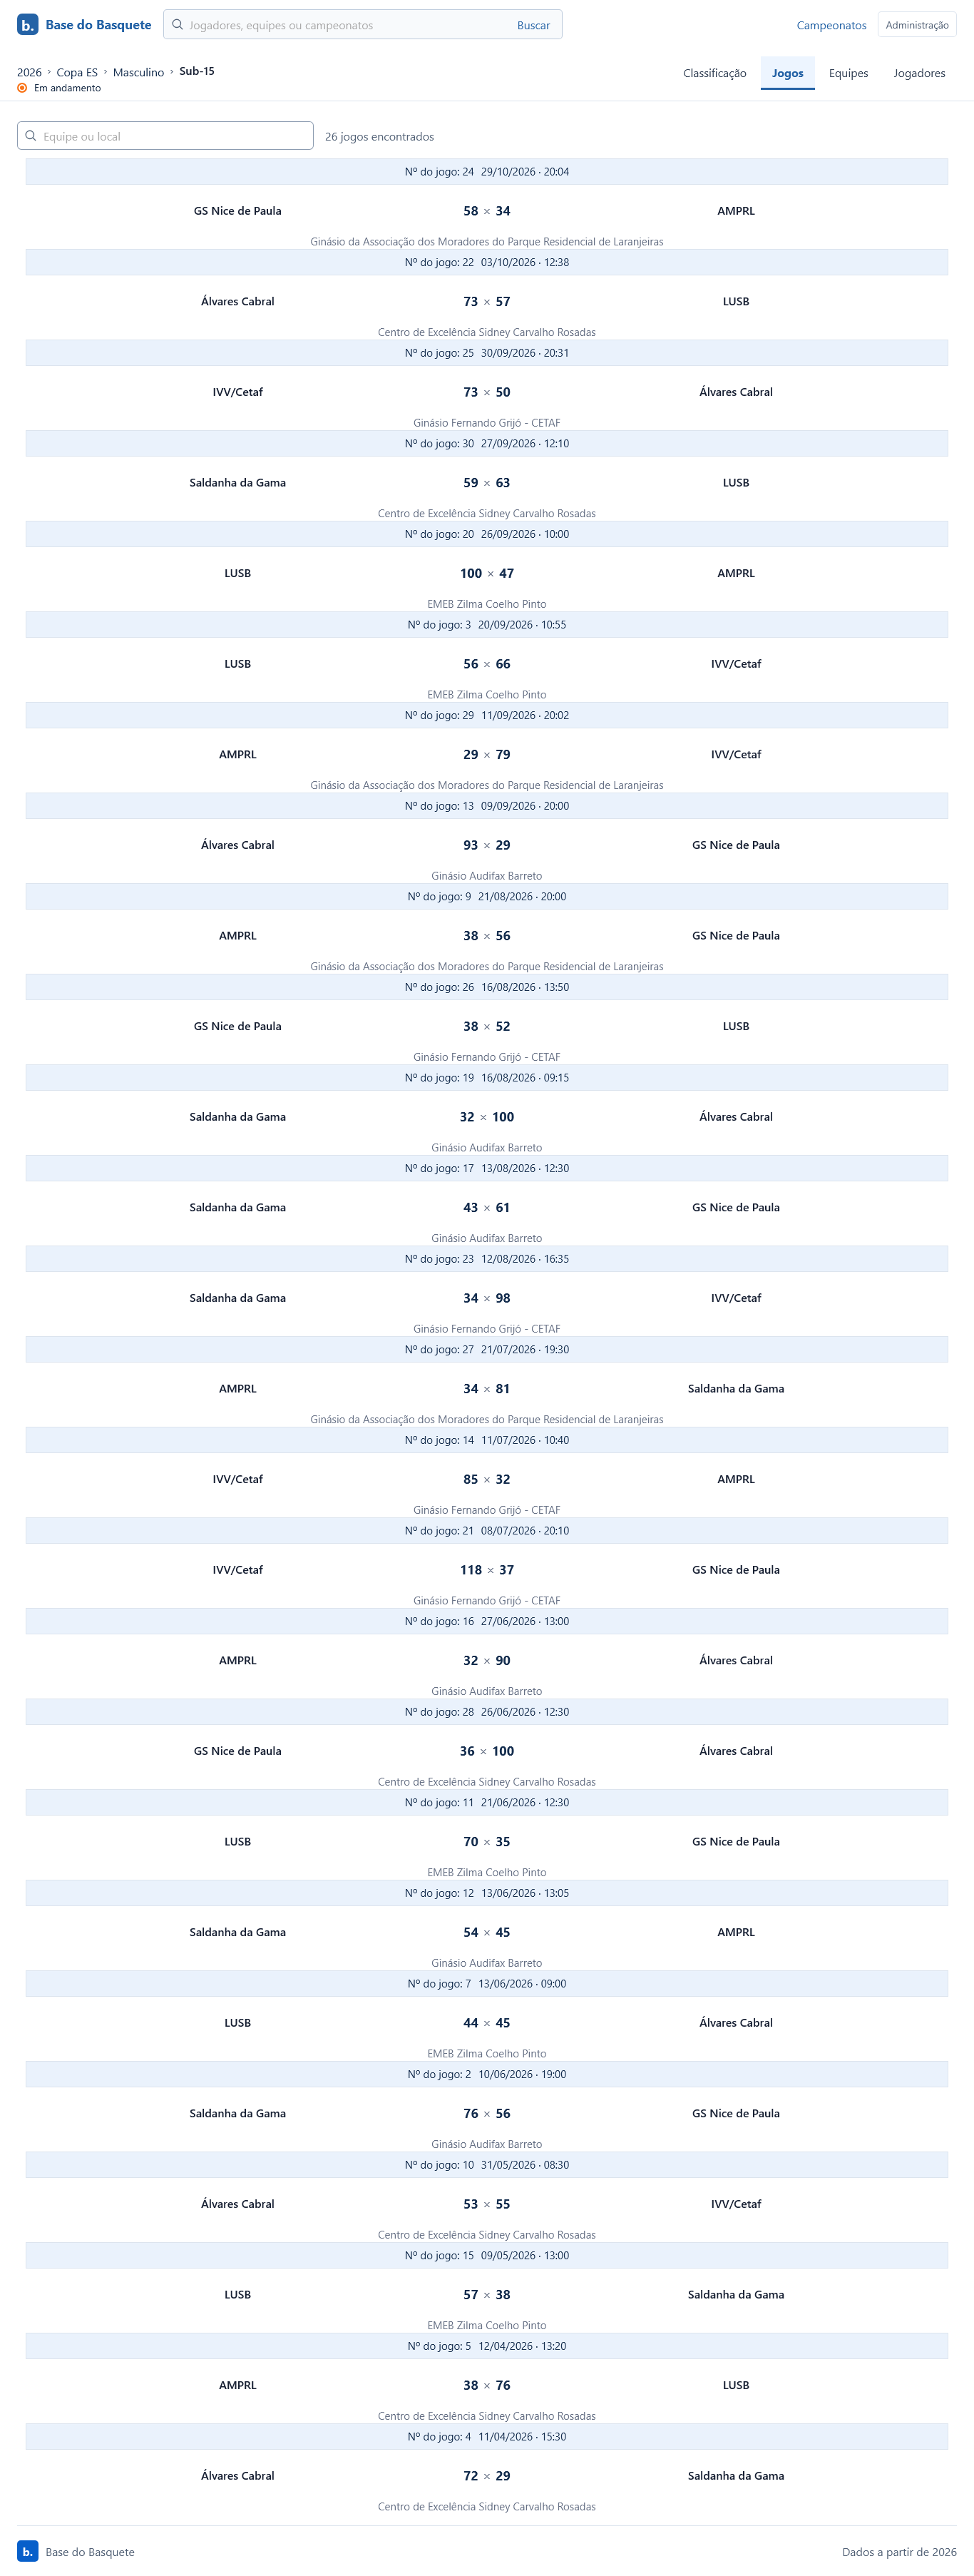 b. Base do Basquete Jogadores, equipes ou campeonatos Buscar Campeonatos Administração
2026 › Copa ES › Masculino › Sub-15 Classificação Jogos Equipes Jogadores
Em andamento
Equipe ou local 26 jogos encontrados
Nº do jogo: 24 29/10/2026 · 20:04
GS Nice de Paula 58 × 34 AMPRL
Ginásio da Associação dos Moradores do Parque Residencial de Laranjeiras
Nº do jogo: 22 03/10/2026 · 12:38
Álvares Cabral 73 × 57 LUSB
Centro de Excelência Sidney Carvalho Rosadas
Nº do jogo: 25 30/09/2026 · 20:31
IVV/Cetaf 73 × 50 Álvares Cabral
Ginásio Fernando Grijó - CETAF
Nº do jogo: 30 27/09/2026 · 12:10
Saldanha da Gama 59 × 63 LUSB
Centro de Excelência Sidney Carvalho Rosadas
Nº do jogo: 20 26/09/2026 · 10:00
LUSB 100 × 47 AMPRL
EMEB Zilma Coelho Pinto
Nº do jogo: 3 20/09/2026 · 10:55
LUSB 56 × 66 IVV/Cetaf
EMEB Zilma Coelho Pinto
Nº do jogo: 29 11/09/2026 · 20:02
AMPRL 29 × 79 IVV/Cetaf
Ginásio da Associação dos Moradores do Parque Residencial de Laranjeiras
Nº do jogo: 13 09/09/2026 · 20:00
Álvares Cabral 93 × 29 GS Nice de Paula
Ginásio Audifax Barreto
Nº do jogo: 9 21/08/2026 · 20:00
AMPRL 38 × 56 GS Nice de Paula
Ginásio da Associação dos Moradores do Parque Residencial de Laranjeiras
Nº do jogo: 26 16/08/2026 · 13:50
GS Nice de Paula 38 × 52 LUSB
Ginásio Fernando Grijó - CETAF
Nº do jogo: 19 16/08/2026 · 09:15
Saldanha da Gama 32 × 100 Álvares Cabral
Ginásio Audifax Barreto
Nº do jogo: 17 13/08/2026 · 12:30
Saldanha da Gama 43 × 61 GS Nice de Paula
Ginásio Audifax Barreto
Nº do jogo: 23 12/08/2026 · 16:35
Saldanha da Gama 34 × 98 IVV/Cetaf
Ginásio Fernando Grijó - CETAF
Nº do jogo: 27 21/07/2026 · 19:30
AMPRL 34 × 81 Saldanha da Gama
Ginásio da Associação dos Moradores do Parque Residencial de Laranjeiras
Nº do jogo: 14 11/07/2026 · 10:40
IVV/Cetaf 85 × 32 AMPRL
Ginásio Fernando Grijó - CETAF
Nº do jogo: 21 08/07/2026 · 20:10
IVV/Cetaf 118 × 37 GS Nice de Paula
Ginásio Fernando Grijó - CETAF
Nº do jogo: 16 27/06/2026 · 13:00
AMPRL 32 × 90 Álvares Cabral
Ginásio Audifax Barreto
Nº do jogo: 28 26/06/2026 · 12:30
GS Nice de Paula 36 × 100 Álvares Cabral
Centro de Excelência Sidney Carvalho Rosadas
Nº do jogo: 11 21/06/2026 · 12:30
LUSB 70 × 35 GS Nice de Paula
EMEB Zilma Coelho Pinto
Nº do jogo: 12 13/06/2026 · 13:05
Saldanha da Gama 54 × 45 AMPRL
Ginásio Audifax Barreto
Nº do jogo: 7 13/06/2026 · 09:00
LUSB 44 × 45 Álvares Cabral
EMEB Zilma Coelho Pinto
Nº do jogo: 2 10/06/2026 · 19:00
Saldanha da Gama 76 × 56 GS Nice de Paula
Ginásio Audifax Barreto
Nº do jogo: 10 31/05/2026 · 08:30
Álvares Cabral 53 × 55 IVV/Cetaf
Centro de Excelência Sidney Carvalho Rosadas
Nº do jogo: 15 09/05/2026 · 13:00
LUSB 57 × 38 Saldanha da Gama
EMEB Zilma Coelho Pinto
Nº do jogo: 5 12/04/2026 · 13:20
AMPRL 38 × 76 LUSB
Centro de Excelência Sidney Carvalho Rosadas
Nº do jogo: 4 11/04/2026 · 15:30
Álvares Cabral 72 × 29 Saldanha da Gama
Centro de Excelência Sidney Carvalho Rosadas
b. Base do Basquete Dados a partir de 2026